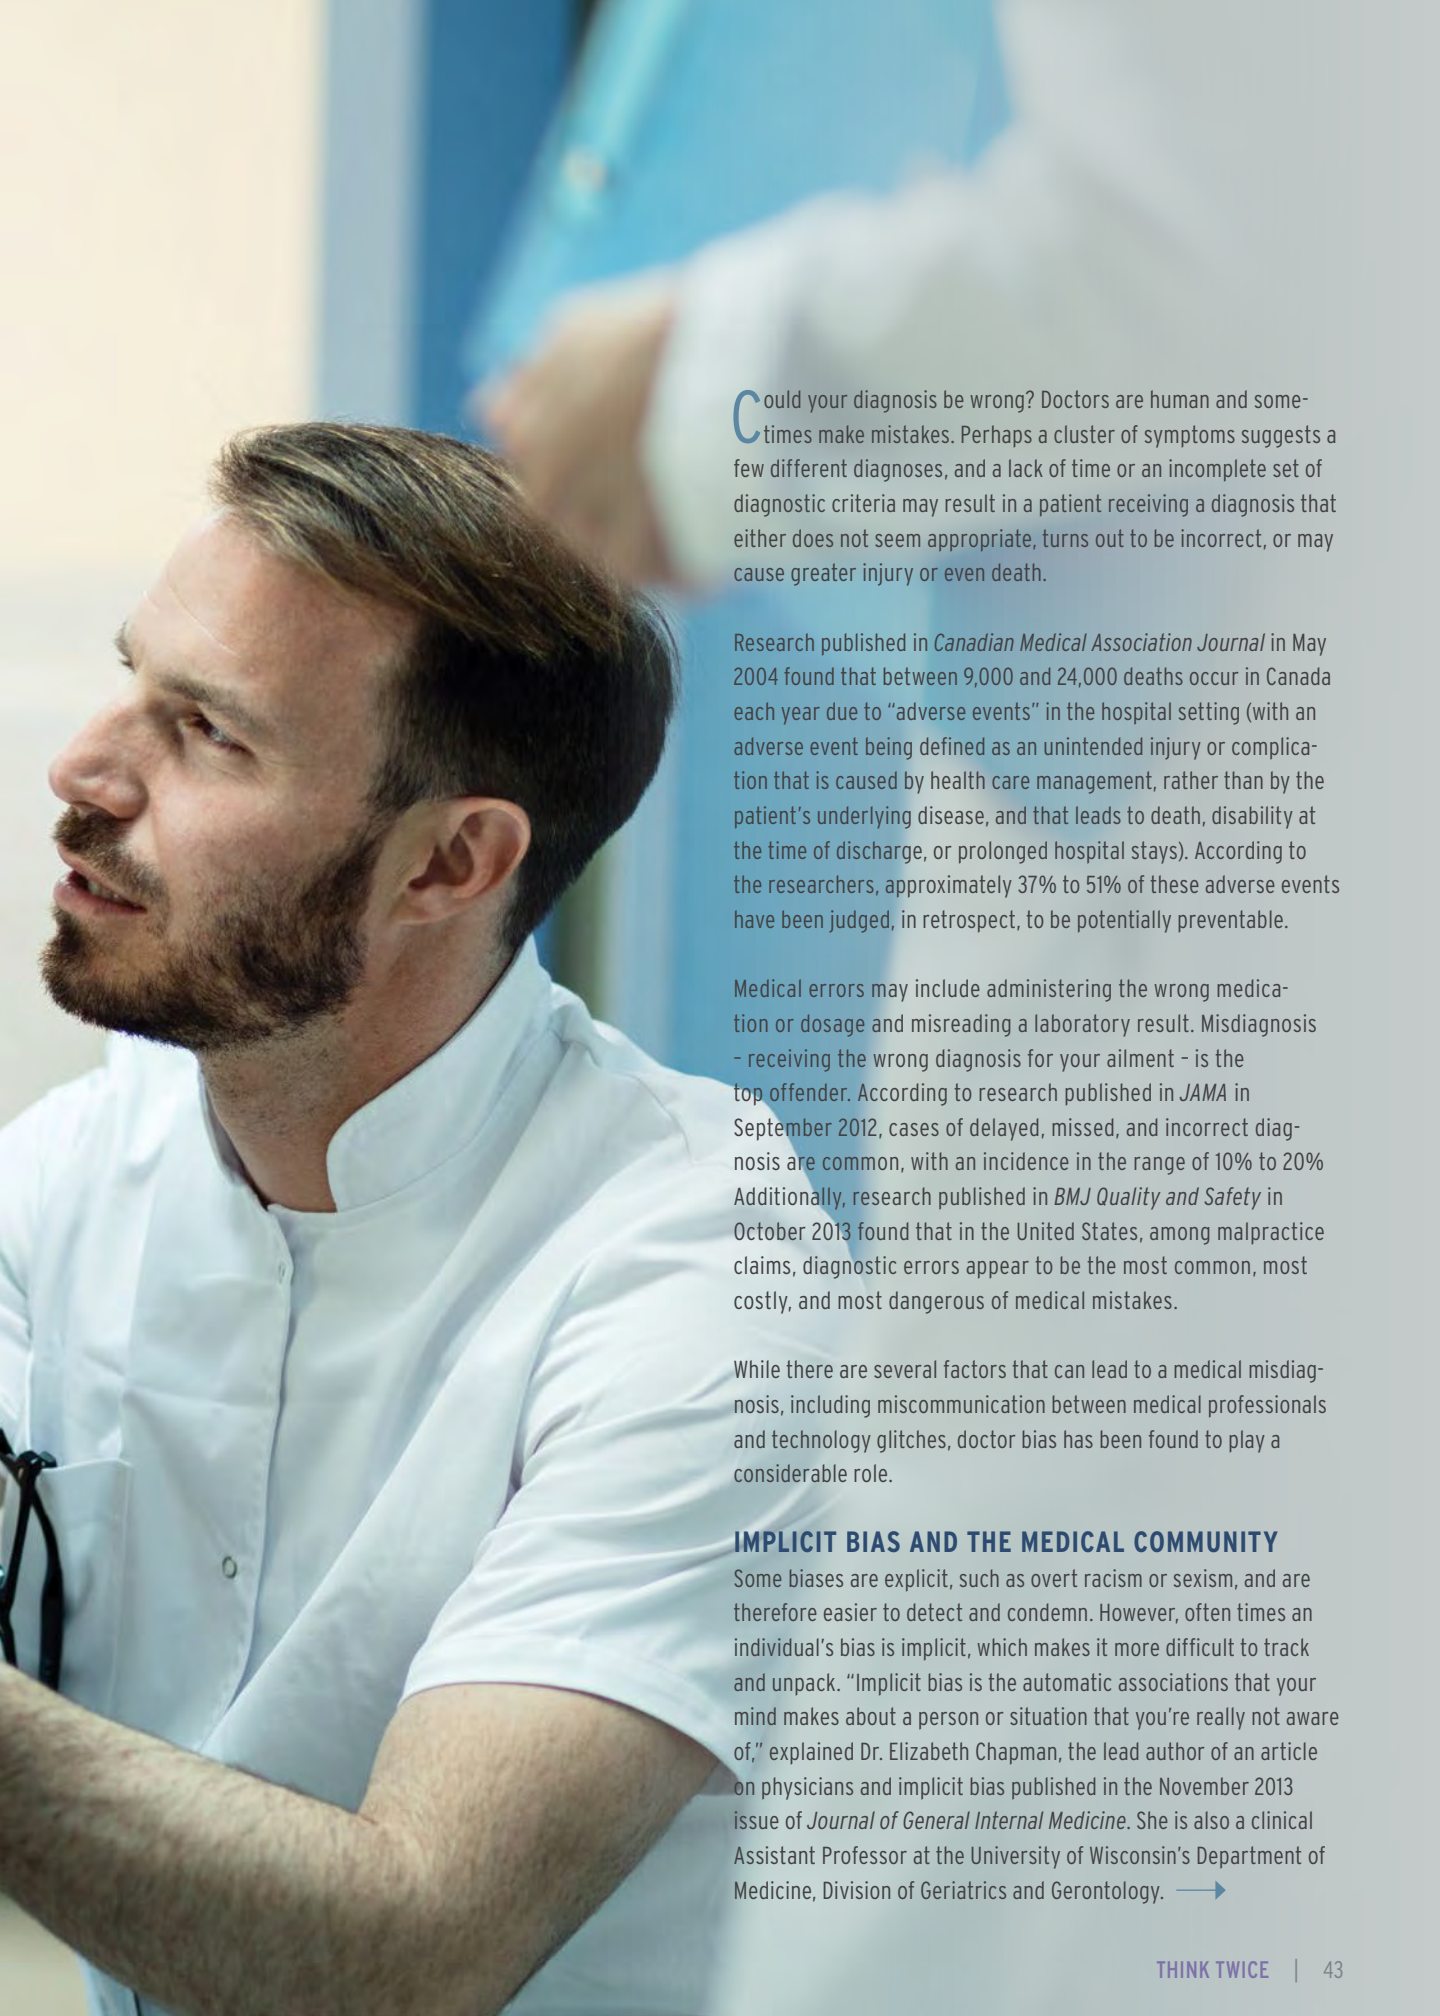 Could your diagnosis be wrong? Doctors are human and some-
times make mistakes. Perhaps a cluster of symptoms suggests a
few different diagnoses, and a lack of time or an incomplete set of
diagnostic criteria may result in a patient receiving a diagnosis that
either does not seem appropriate, turns out to be incorrect, or may
cause greater injury or even death.
Research published in Canadian Medical Association Journal in May
2004 found that between 9,000 and 24,000 deaths occur in Canada
each year due to “adverse events” in the hospital setting (with an
adverse event being defined as an unintended injury or complica-
tion that is caused by health care management, rather than by the
patient’s underlying disease, and that leads to death, disability at
the time of discharge, or prolonged hospital stays). According to
the researchers, approximately 37% to 51% of these adverse events
have been judged, in retrospect, to be potentially preventable.
Medical errors may include administering the wrong medica-
tion or dosage and misreading a laboratory result. Misdiagnosis
– receiving the wrong diagnosis for your ailment – is the
top offender. According to research published in JAMA in
September 2012, cases of delayed, missed, and incorrect diag-
nosis are common, with an incidence in the range of 10% to 20%
Additionally, research published in BMJ Quality and Safety in
October 2013 found that in the United States, among malpractice
claims, diagnostic errors appear to be the most common, most
costly, and most dangerous of medical mistakes.
While there are several factors that can lead to a medical misdiag-
nosis, including miscommunication between medical professionals
and technology glitches, doctor bias has been found to play a
considerable role.
IMPLICIT BIAS AND THE MEDICAL COMMUNITY
Some biases are explicit, such as overt racism or sexism, and are
therefore easier to detect and condemn. However, often times an
individual’s bias is implicit, which makes it more difficult to track
and unpack. “Implicit bias is the automatic associations that your
mind makes about a person or situation that you’re really not aware
of,” explained Dr. Elizabeth Chapman, the lead author of an article
on physicians and implicit bias published in the November 2013
issue of Journal of General Internal Medicine. She is also a clinical
Assistant Professor at the University of Wisconsin’s Department of
Medicine, Division of Geriatrics and Gerontology.
THINK TWICE | 43